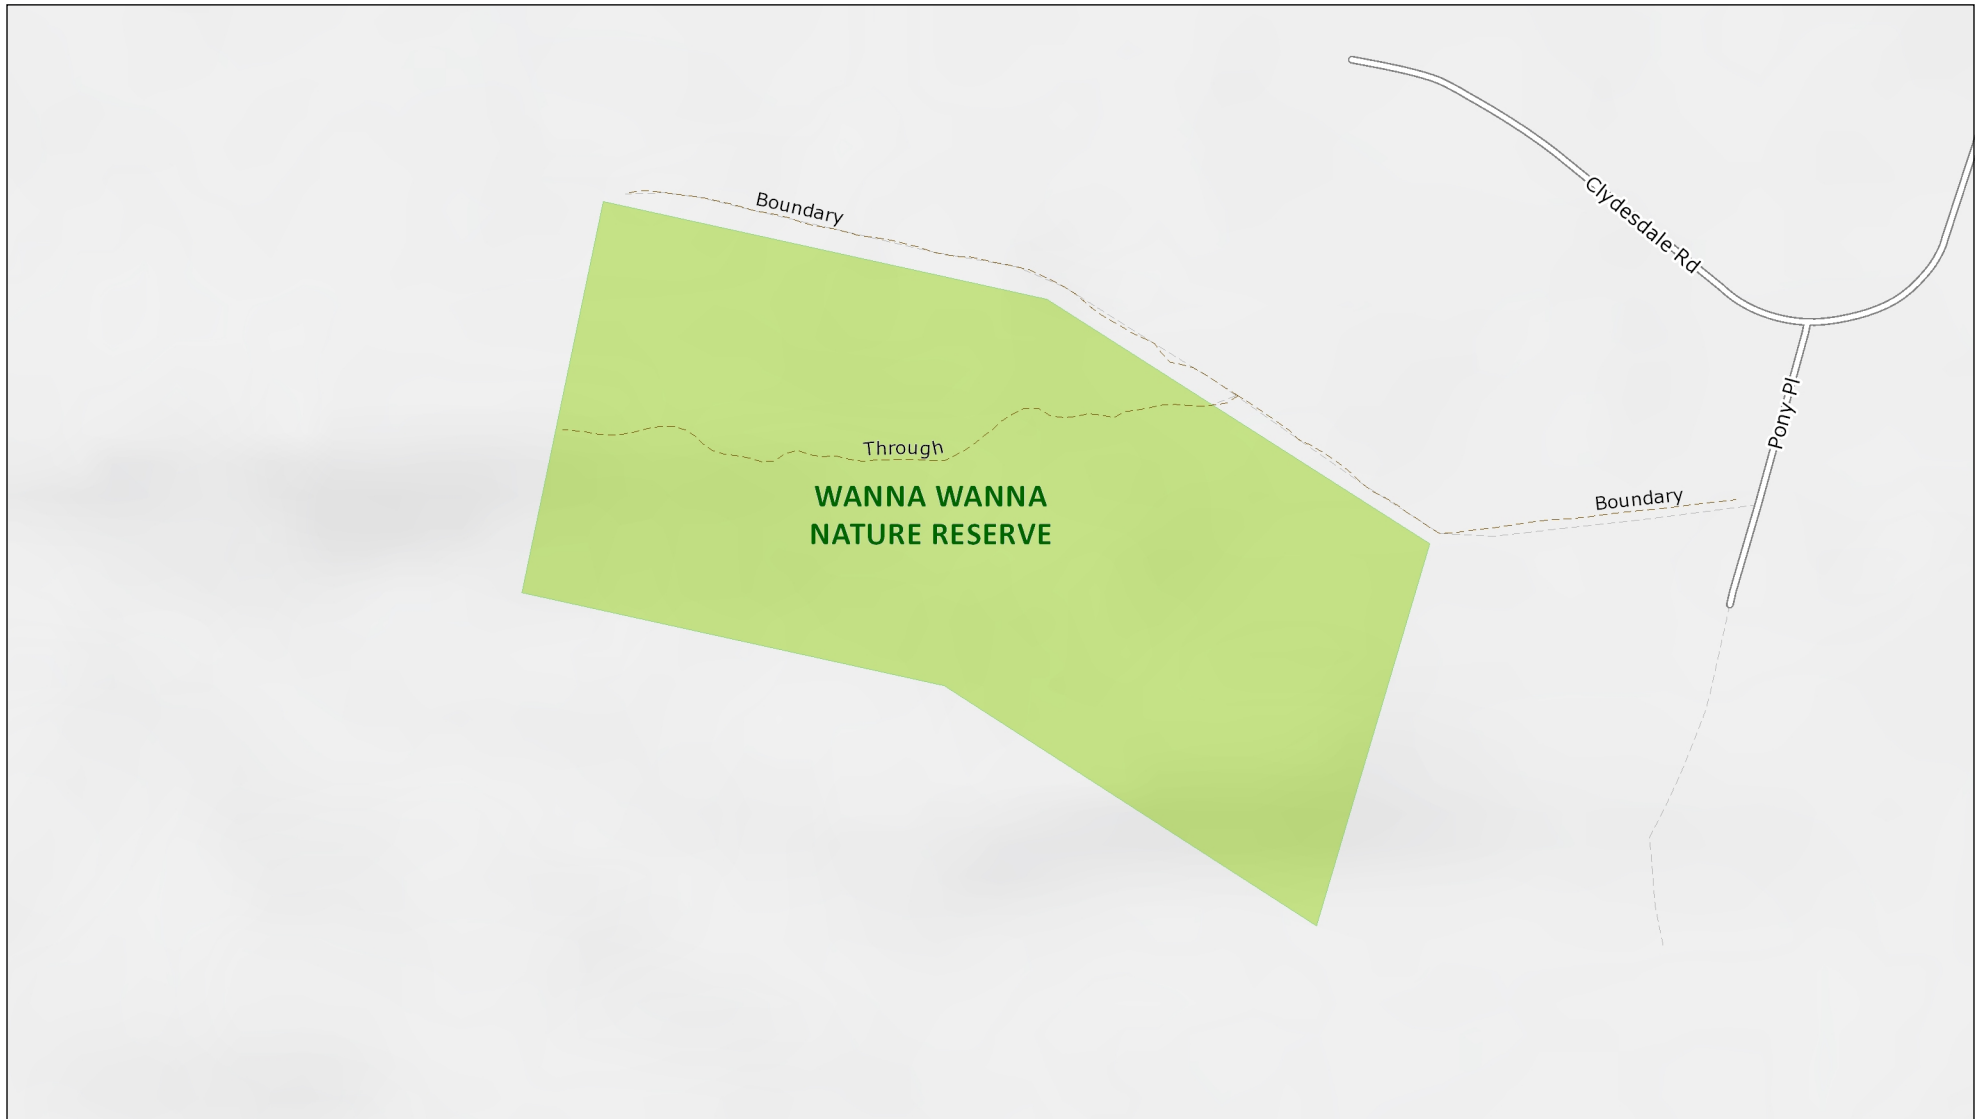 Clydesdale Rd
Boundary
Pony Pl
Through
WANNA WANNA
NATURE RESERVE
Boundary